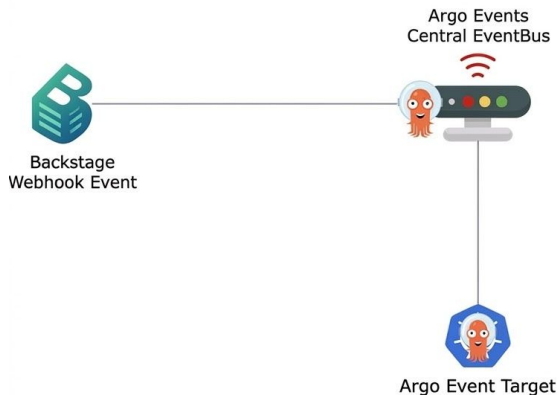 Argo Events
Central EventBus
Backstage
Webhook Event
Argo Event Target